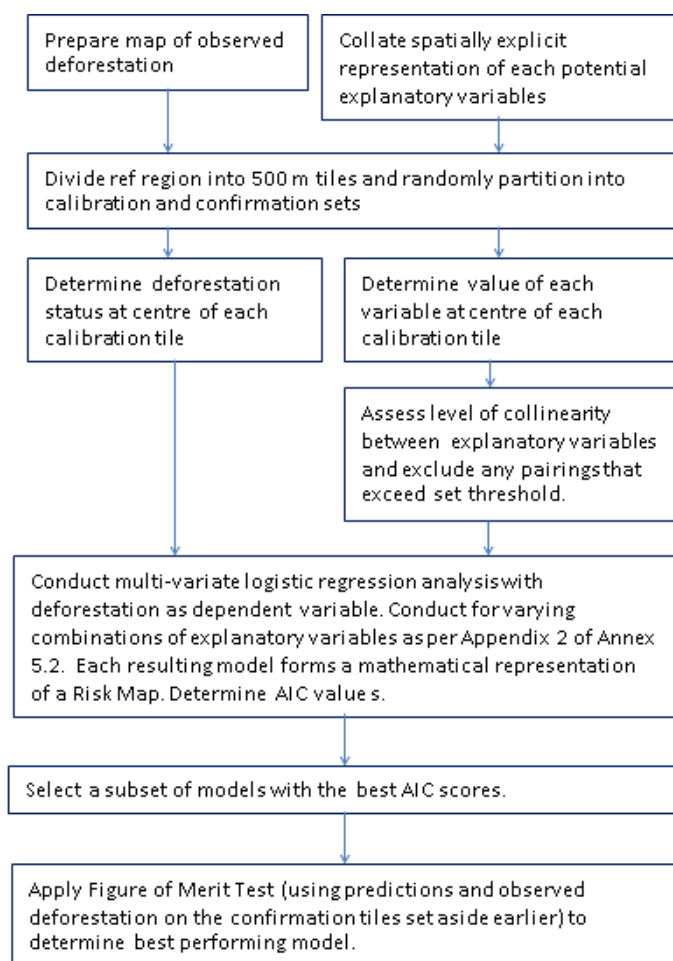 Prepare map of observed
deforestation
Collate spatially explicit
representation of each potential
explanatory variables
Divide ref region into 500 m tiles and randomly partition into
calibration and confirmation sets
Determine deforestation
status at centre of each
calibration tile
Determine value of each
variable at centre of each
calibration tile
Assess level of collinearity
between explanatory variables
and exclude any pairings that
exceed set threshold.
Conduct multi-variate logistic regression analysis with
deforestation as dependent variable. Conduct for varying
combinations of explanatory variables as per Appendix 2 of Annex
5.2. Each resulting model forms a mathematical representation
of a Risk Map. Determine AIC value s.
Select a subset of models with the best AIC scores.
Apply Figure of Merit Test (using predictions and observed
deforestation on the confirmation tiles set aside earlier) to
determine best performing model.